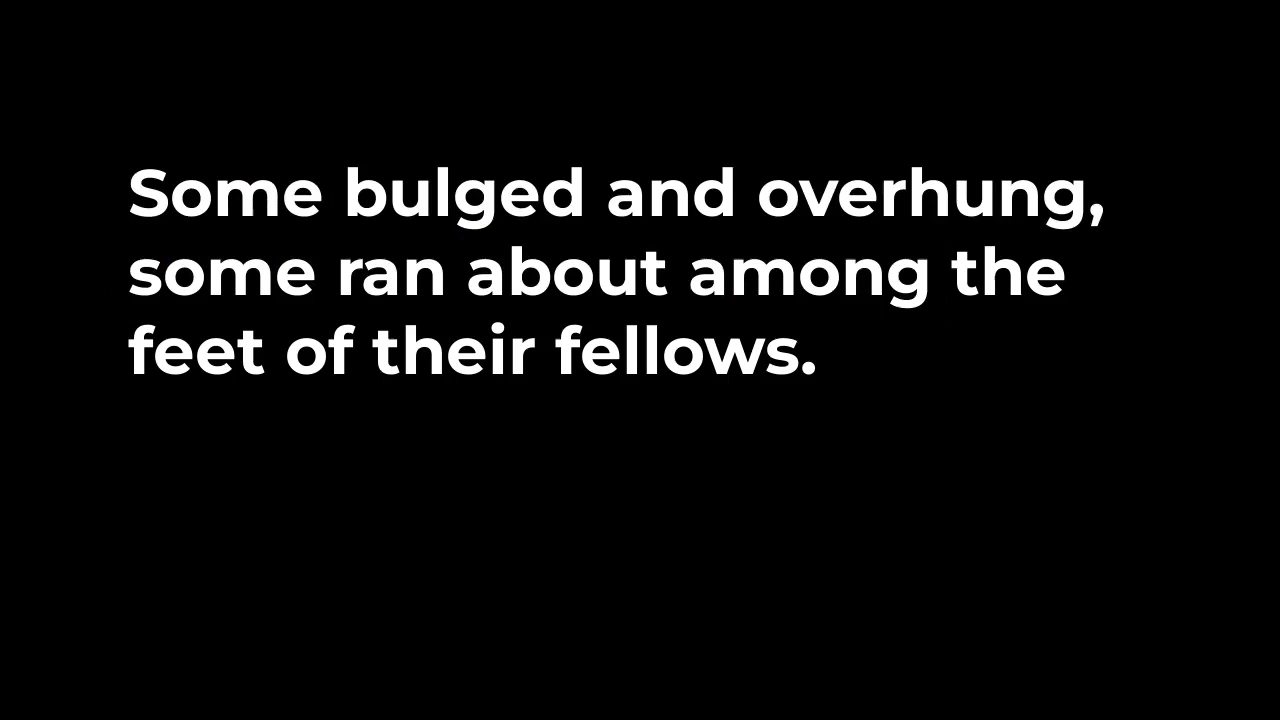 Some bulged and overhung,
some ran about among the
feet of their fellows.